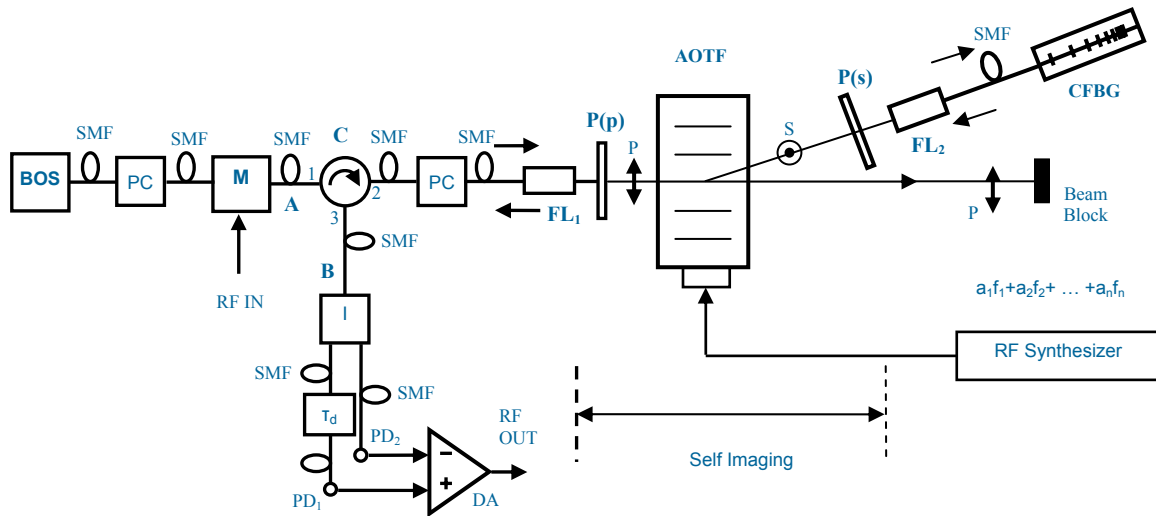 SMF
AOTF
P(s)
CFBG
SMF
SMF
SMF
C
SMF
SMF
P(p)
P
S
FL₂
BOS
PC
M
1
2
3
A
PC
FL₁
P
Beam
Block
SMF
B
RF IN
I
a₁f₁+a₂f₂+ … +aₙfₙ
RF Synthesizer
SMF
SMF
τd
PD₂
RF
OUT
−
+
PD₁
DA
Self Imaging